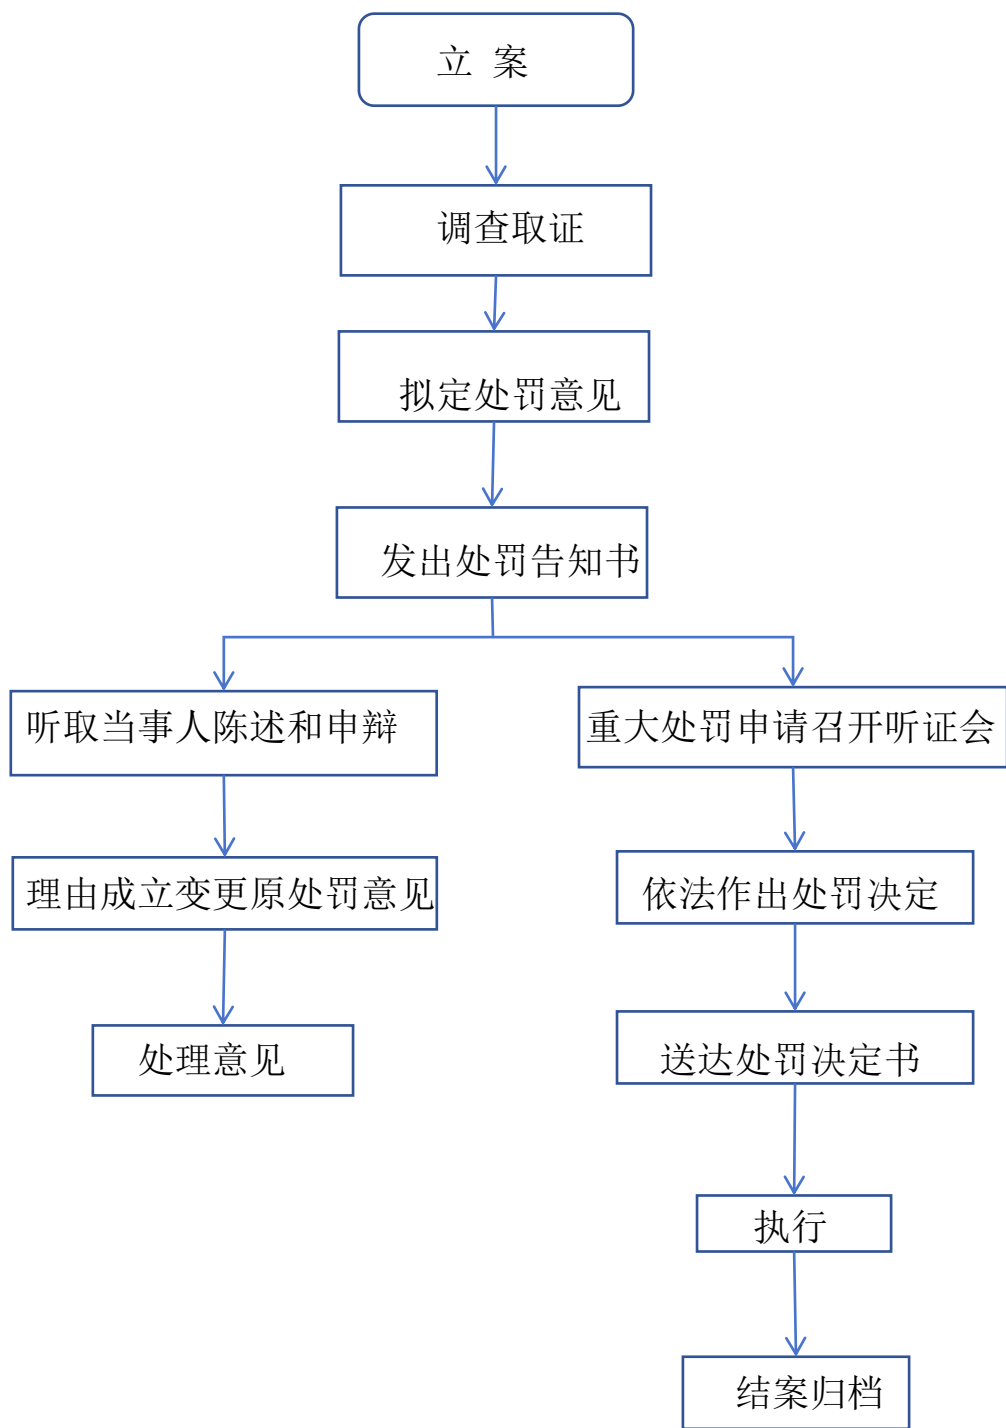 立 案
调查取证
拟定处罚意见
发出处罚告知书
听取当事人陈述和申辩
重大处罚申请召开听证会
理由成立变更原处罚意见
依法作出处罚决定
处理意见
送达处罚决定书
执行
结案归档